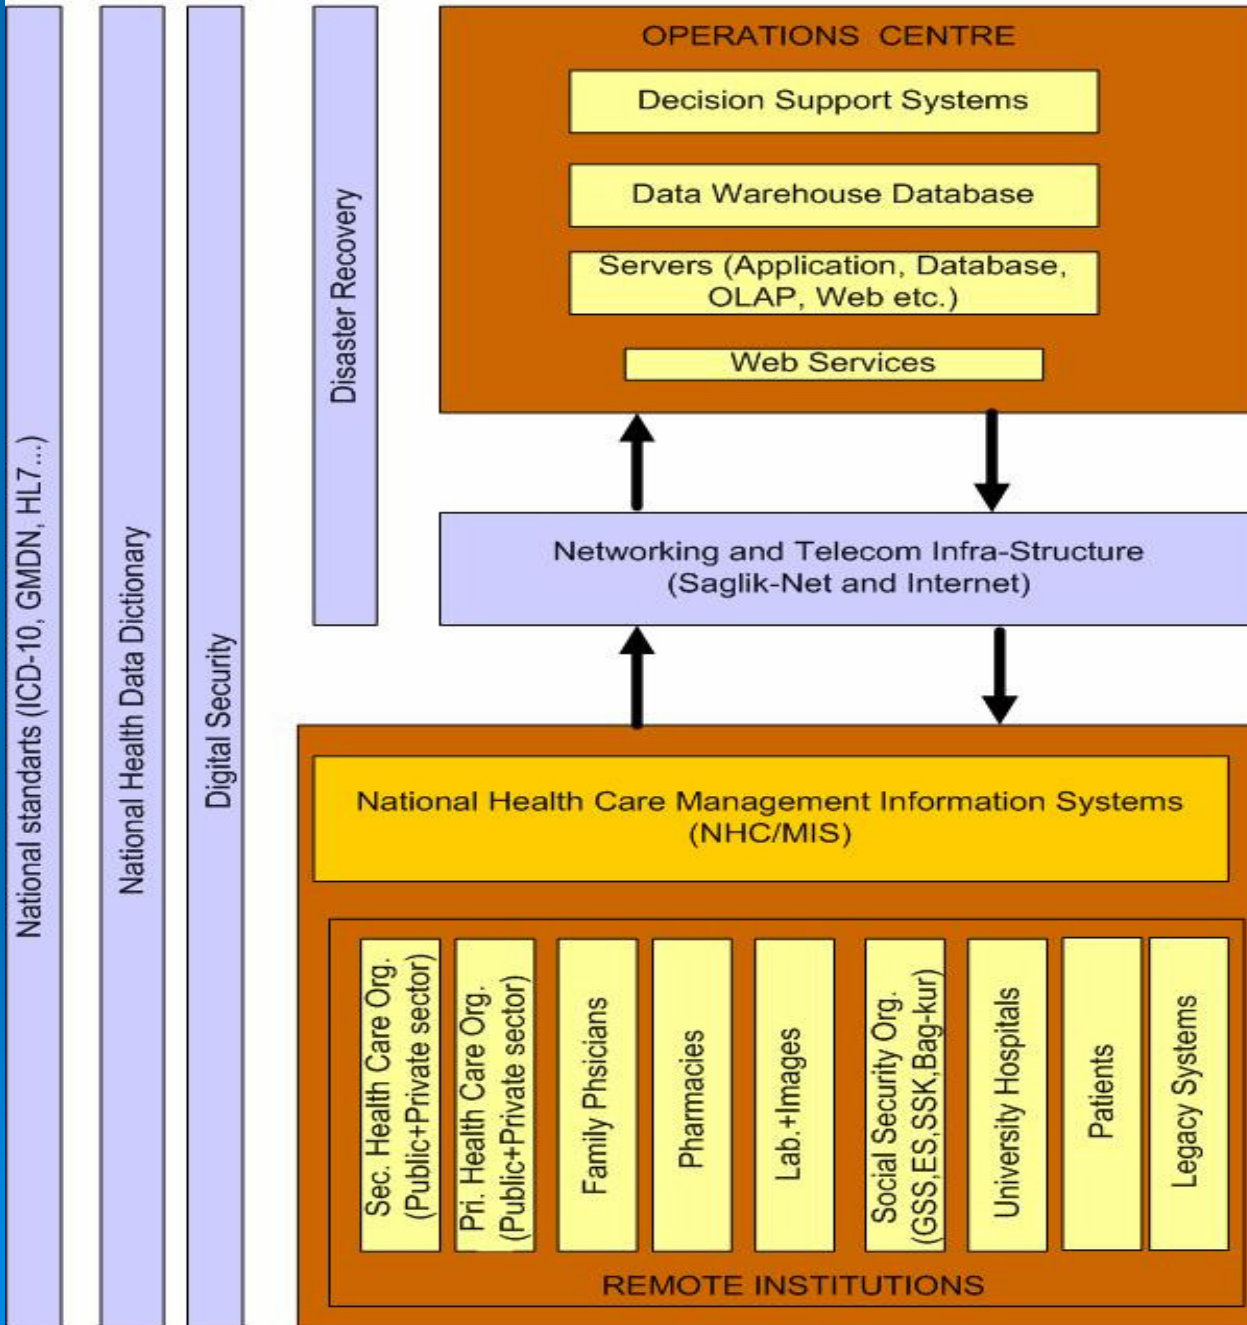 National standarts (ICD-10, GMDN, HL7...)
National Health Data Dictionary
Digital Security
Disaster Recovery
OPERATIONS CENTRE
Decision Support Systems
Data Warehouse Database
Servers (Application, Database,
OLAP, Web etc.)
Web Services
Networking and Telecom Infra-Structure
(Saglik-Net and Internet)
National Health Care Management Information Systems
(NHC/MIS)
Sec. Health Care Org.
(Public+Private sector)
Pri. Health Care Org.
(Public+Private sector)
Family Phsicians
Pharmacies
Lab.+Images
Social Security Org.
(GSS,ES,SSK,Bag-kur)
University Hospitals
Patients
Legacy Systems
REMOTE INSTITUTIONS